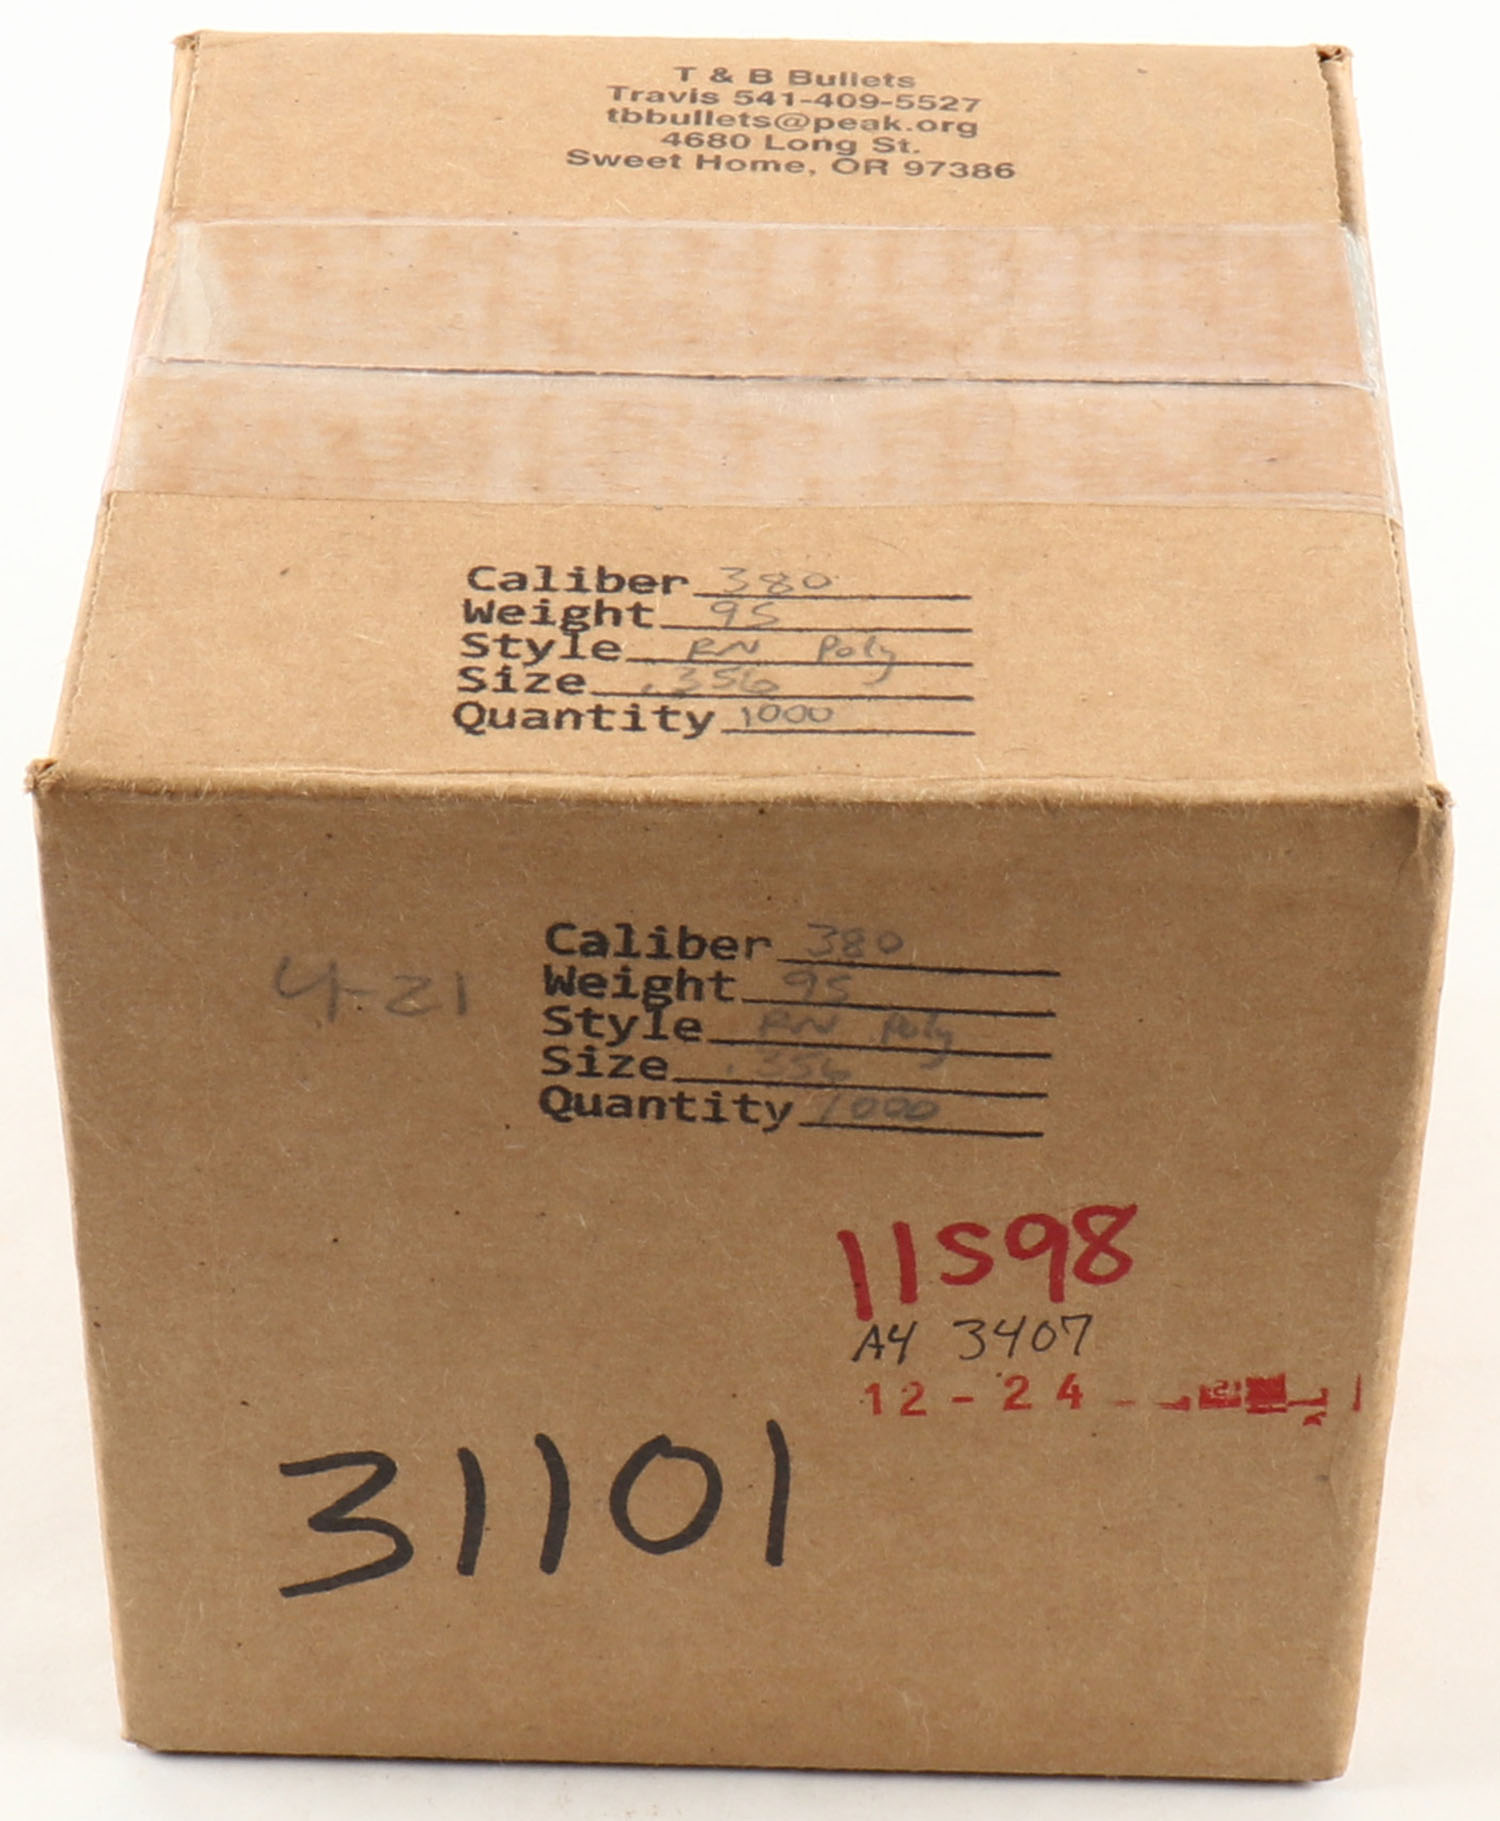 T & B Bullets
Travis 541-409-5527
tbbullets@peak.org
4680 Long St.
Sweet Home, OR 97386
Caliber 380
Weight 95
Style RN Poly
Size .356
Quantity 1000
4-21
Caliber 380
Weight 95
Style RN Poly
Size .356
Quantity 1000
11598
A4 3407
12-24
31101